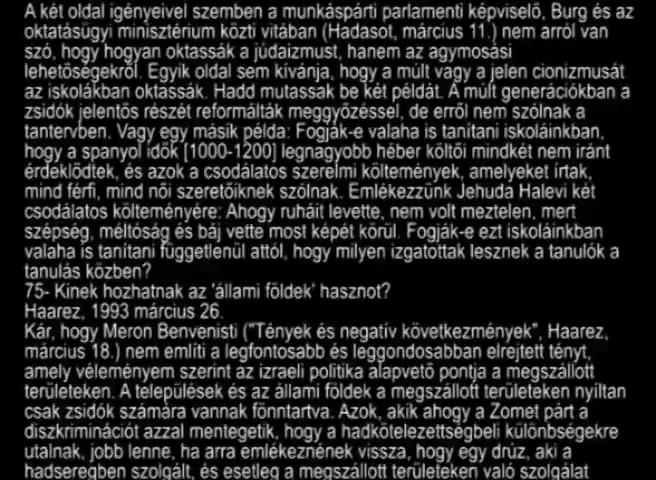 A két oldal igényeivel szemben a munkáspárti parlamenti képviselő, Burg és az
oktatásügyi minisztérium közti vitában (Hadasot, március 11.) nem arról van
szó, hogy hogyan oktassák a júdaizmust, hanem az agymosási
lehetőségekről. Egyik oldal sem kívánja, hogy a múlt vagy a jelen cionizmusát
az iskolákban oktassák. Hadd mutassak be két példát. A múlt generációkban a
zsidók jelentős részét reformálták meggyőzéssel, de erről nem szólnak a
tantervben. Vagy egy másik példa: Fogják-e valaha is tanítani iskoláinkban,
hogy a spanyol idők [1000-1200] legnagyobb héber költői mindkét nem iránt
érdeklődtek, és azok a csodálatos szerelmi költemények, amelyeket írtak,
mind férfi, mind női szeretőiknek szólnak. Emlékezzünk Jehuda Halevi két
csodálatos költeményére: Ahogy ruháit levette, nem volt meztelen, mert
szépség, méltóság és báj vette most képét körül. Fogják-e ezt iskoláinkban
valaha is tanítani függetlenül attól, hogy milyen izgatottak lesznek a tanulók a
tanulás közben?
75- Kinek hozhatnak az 'állami földek' hasznot?
Haarez, 1993 március 26.
Kár, hogy Meron Benvenisti ("Tények és negatív következmények", Haarez,
március 18.) nem említi a legfontosabb és leggondosabban elrejtett tényt,
amely véleményem szerint az izraeli politika alapvető pontja a megszállott
területeken. A települések és az állami földek a megszállott területeken nyíltan
csak zsidók számára vannak fönntartva. Azok, akik ahogy a Zomet párt a
diszkriminációt azzal mentegetik, hogy a hadkötelezettségbeli különbségekre
utalnak, jobb lenne, ha arra emlékeznének vissza, hogy egy drúz, aki a
hadseregben szolgált, és esetleg a megszállott területeken való szolgálat